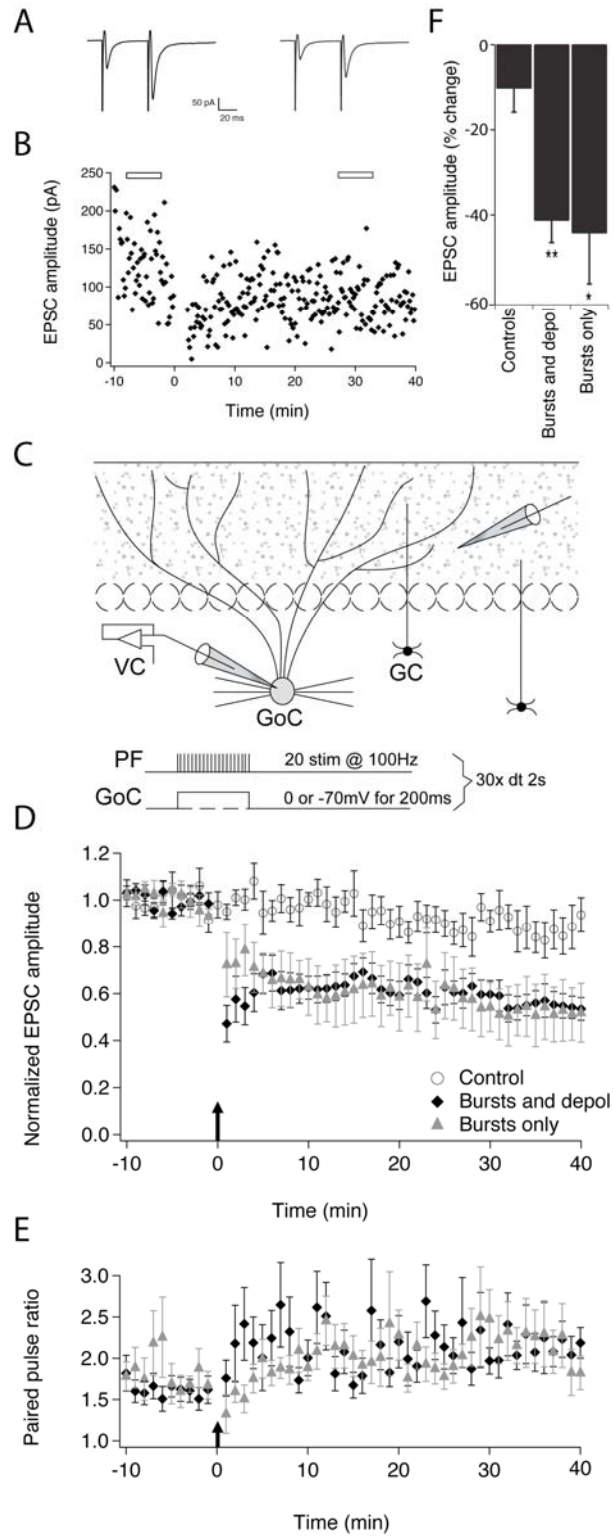 A
50 pA
20 ms
B
EPSC amplitude (pA)
250
200
150
100
50
0
-10
0
10
20
30
40
Time (min)
F
EPSC amplitude (% change)
0
-20
-40
-60
**
*
Controls
Bursts and depol
Bursts only
C
VC
GoC
GC
PF
20 stim @ 100Hz
GoC
0 or -70mV for 200ms
30x dt 2s
D
Normalized EPSC amplitude
1.2
1.0
0.8
0.6
0.4
0.2
0.0
Control
Bursts and depol
Bursts only
-10
0
10
20
30
40
Time (min)
E
Paired pulse ratio
3.0
2.5
2.0
1.5
1.0
-10
0
10
20
30
40
Time (min)